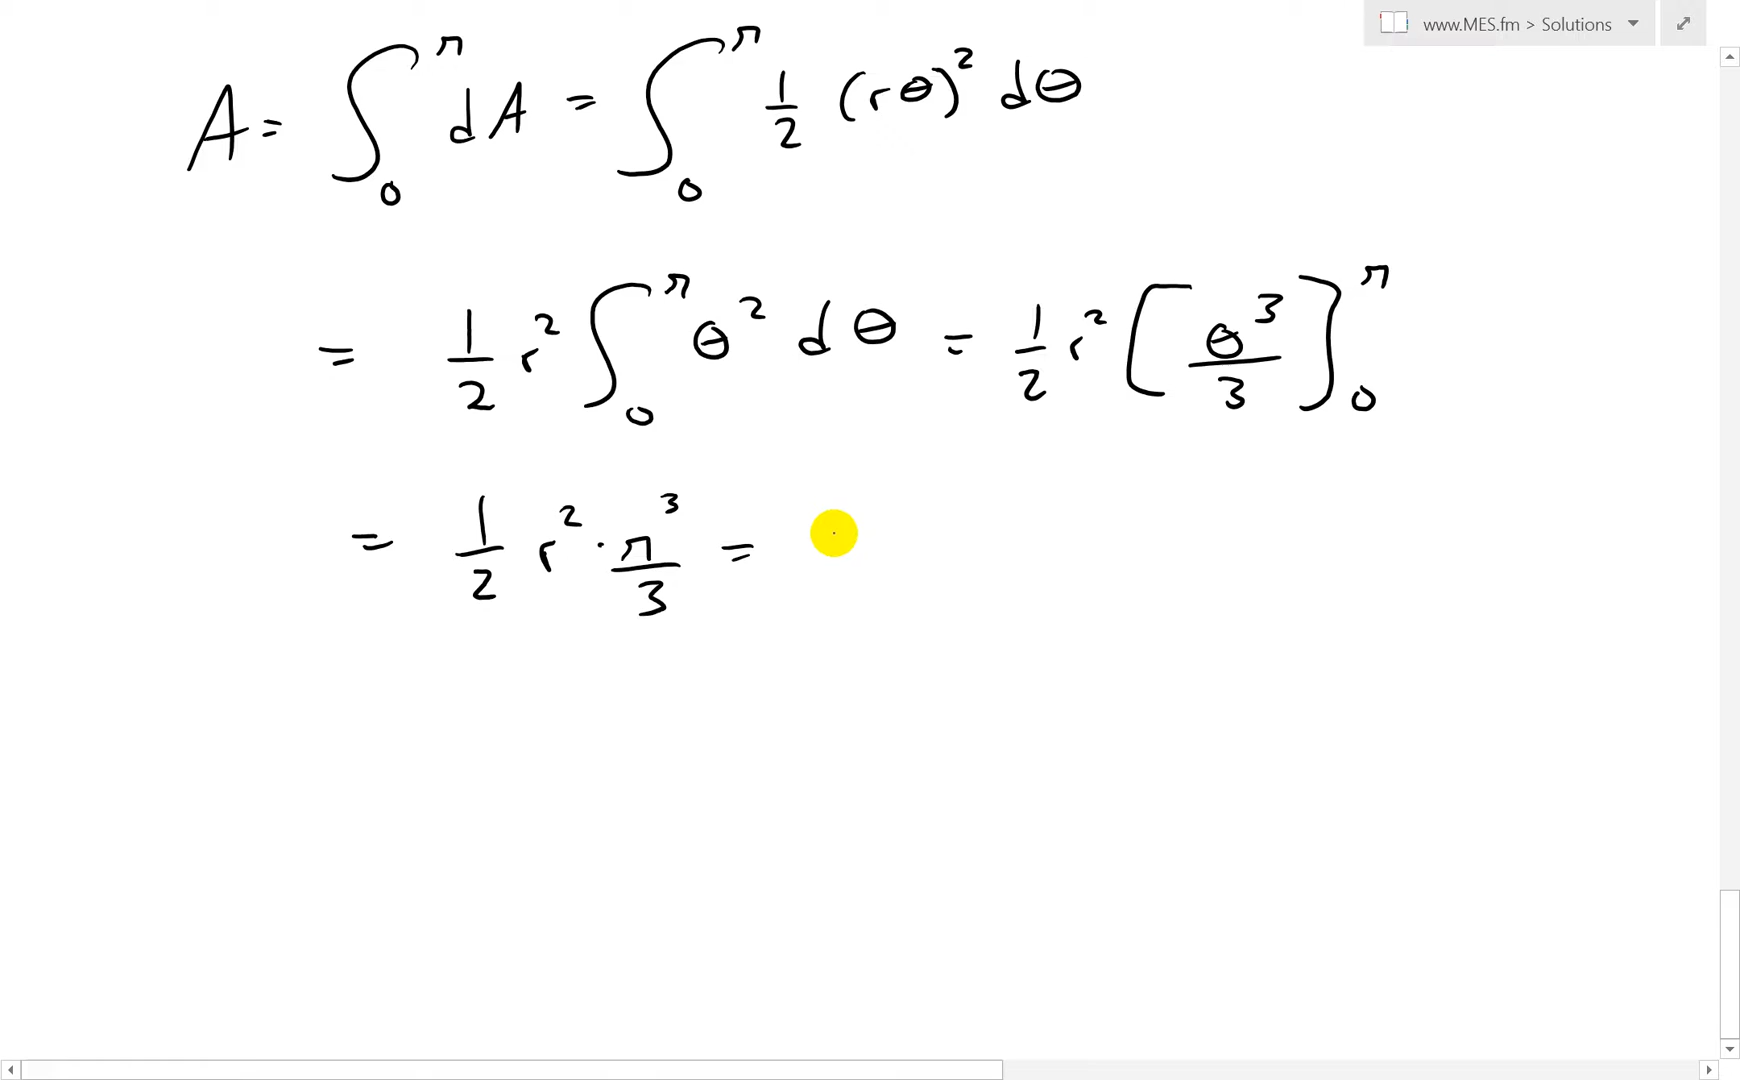 www.MES.fm > Solutions
A = ∫₀^π dA = ∫₀^π 1/2 (rθ)² dθ
= 1/2 r² ∫₀^π θ² dθ = 1/2 r² [θ³/3]₀^π
= 1/2 r² · π³/3 =